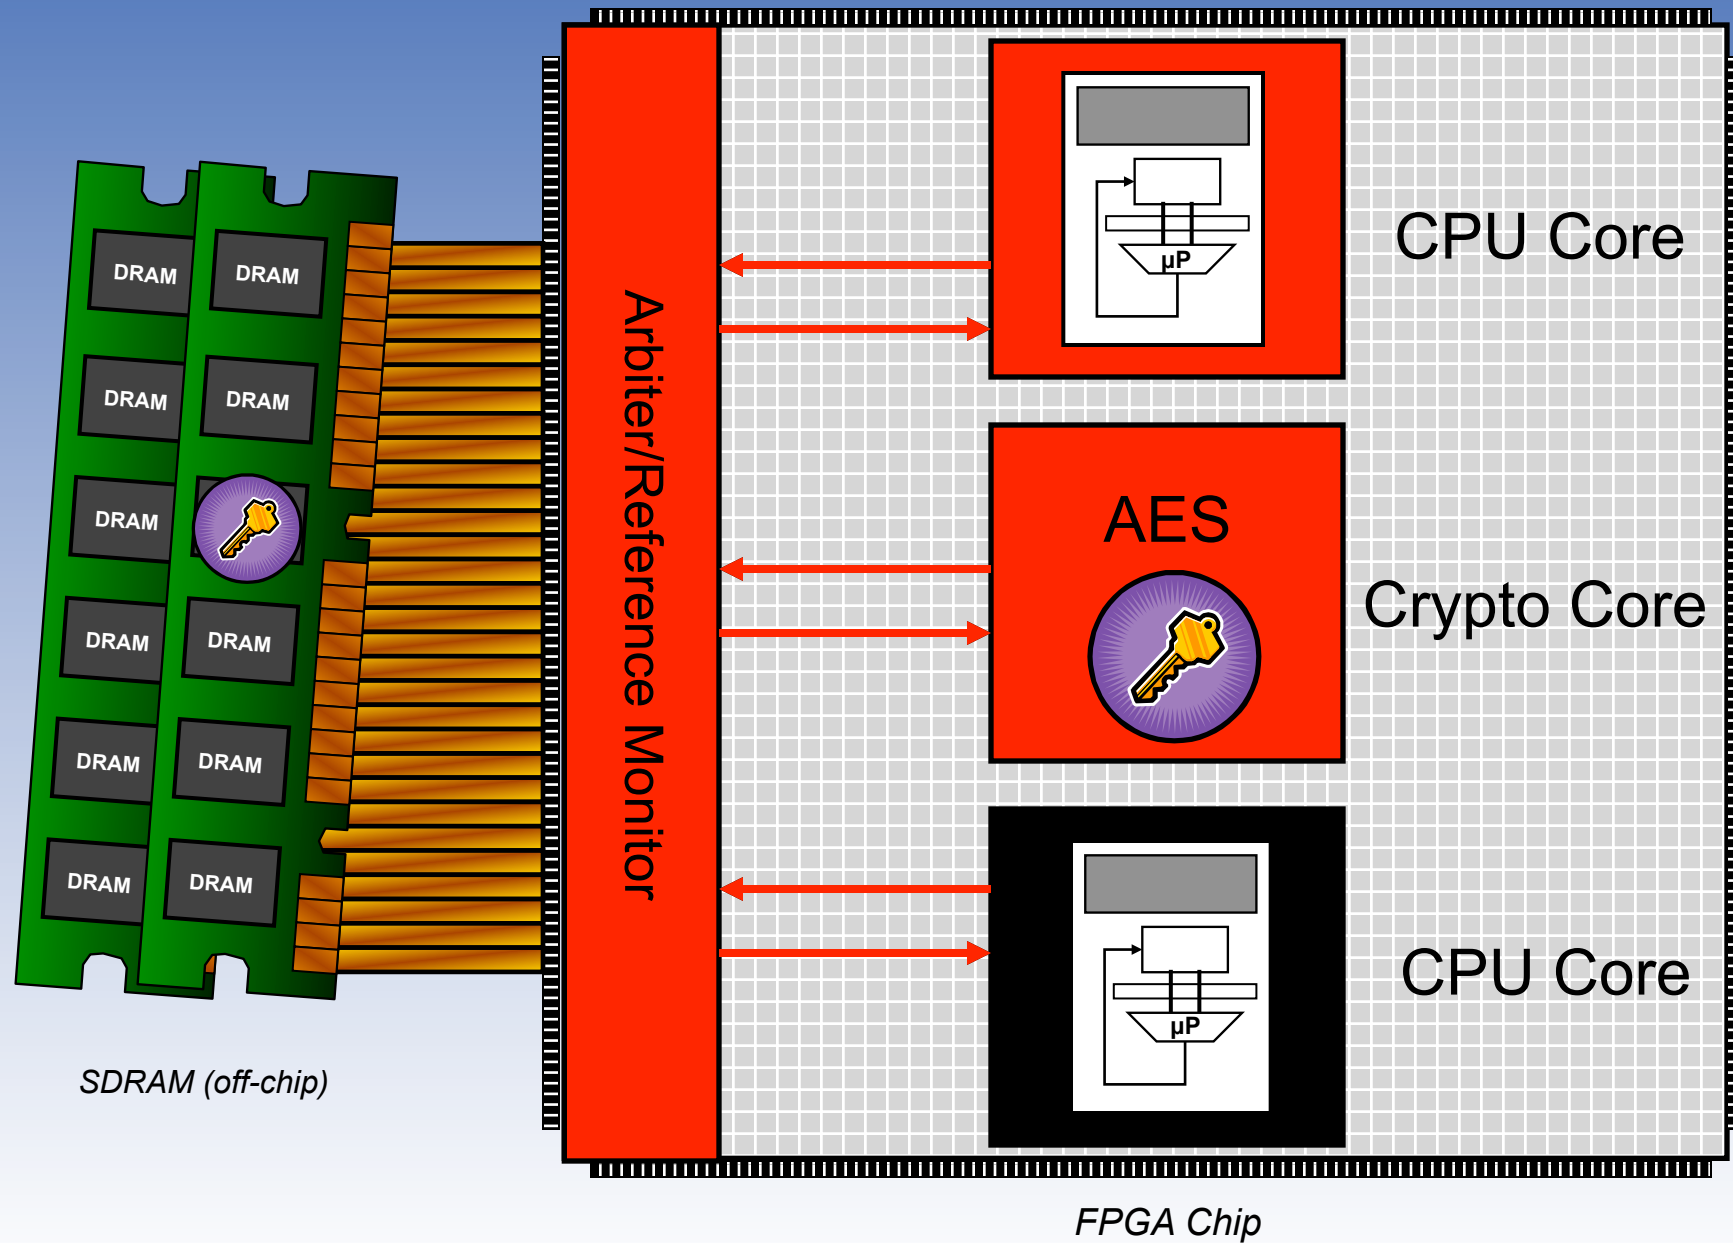 DRAM
DRAM
DRAM
DRAM
DRAM
DRAM
DRAM
DRAM
DRAM
DRAM
DRAM
SDRAM (off-chip)
Arbiter/Reference Monitor
µP
CPU Core
AES
Crypto Core
µP
CPU Core
FPGA Chip